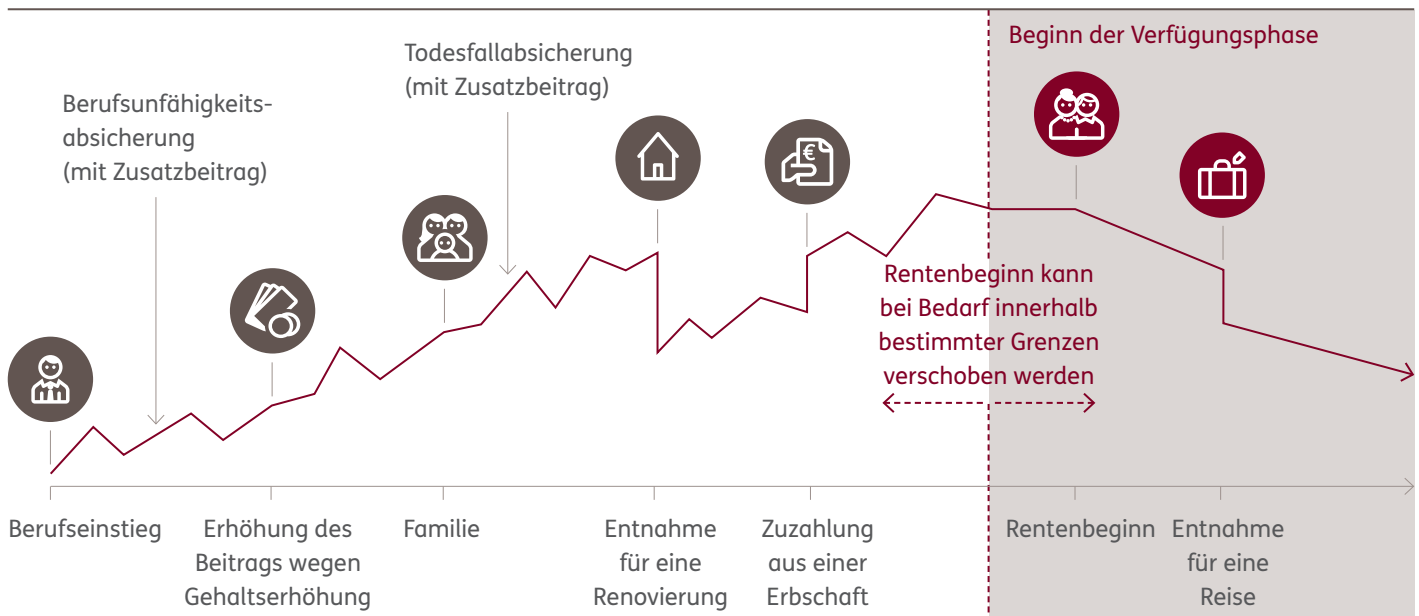 Beginn der Verfügungsphase
Todesfallabsicherung
(mit Zusatzbeitrag)
Berufsunfähigkeits-
absicherung
(mit Zusatzbeitrag)
€
Rentenbeginn kann
bei Bedarf innerhalb
bestimmter Grenzen
verschoben werden
Berufseinstieg
Erhöhung des
Beitrags wegen
Gehaltserhöhung
Familie
Entnahme
für eine
Renovierung
Zuzahlung
aus einer
Erbschaft
Rentenbeginn
Entnahme
für eine
Reise